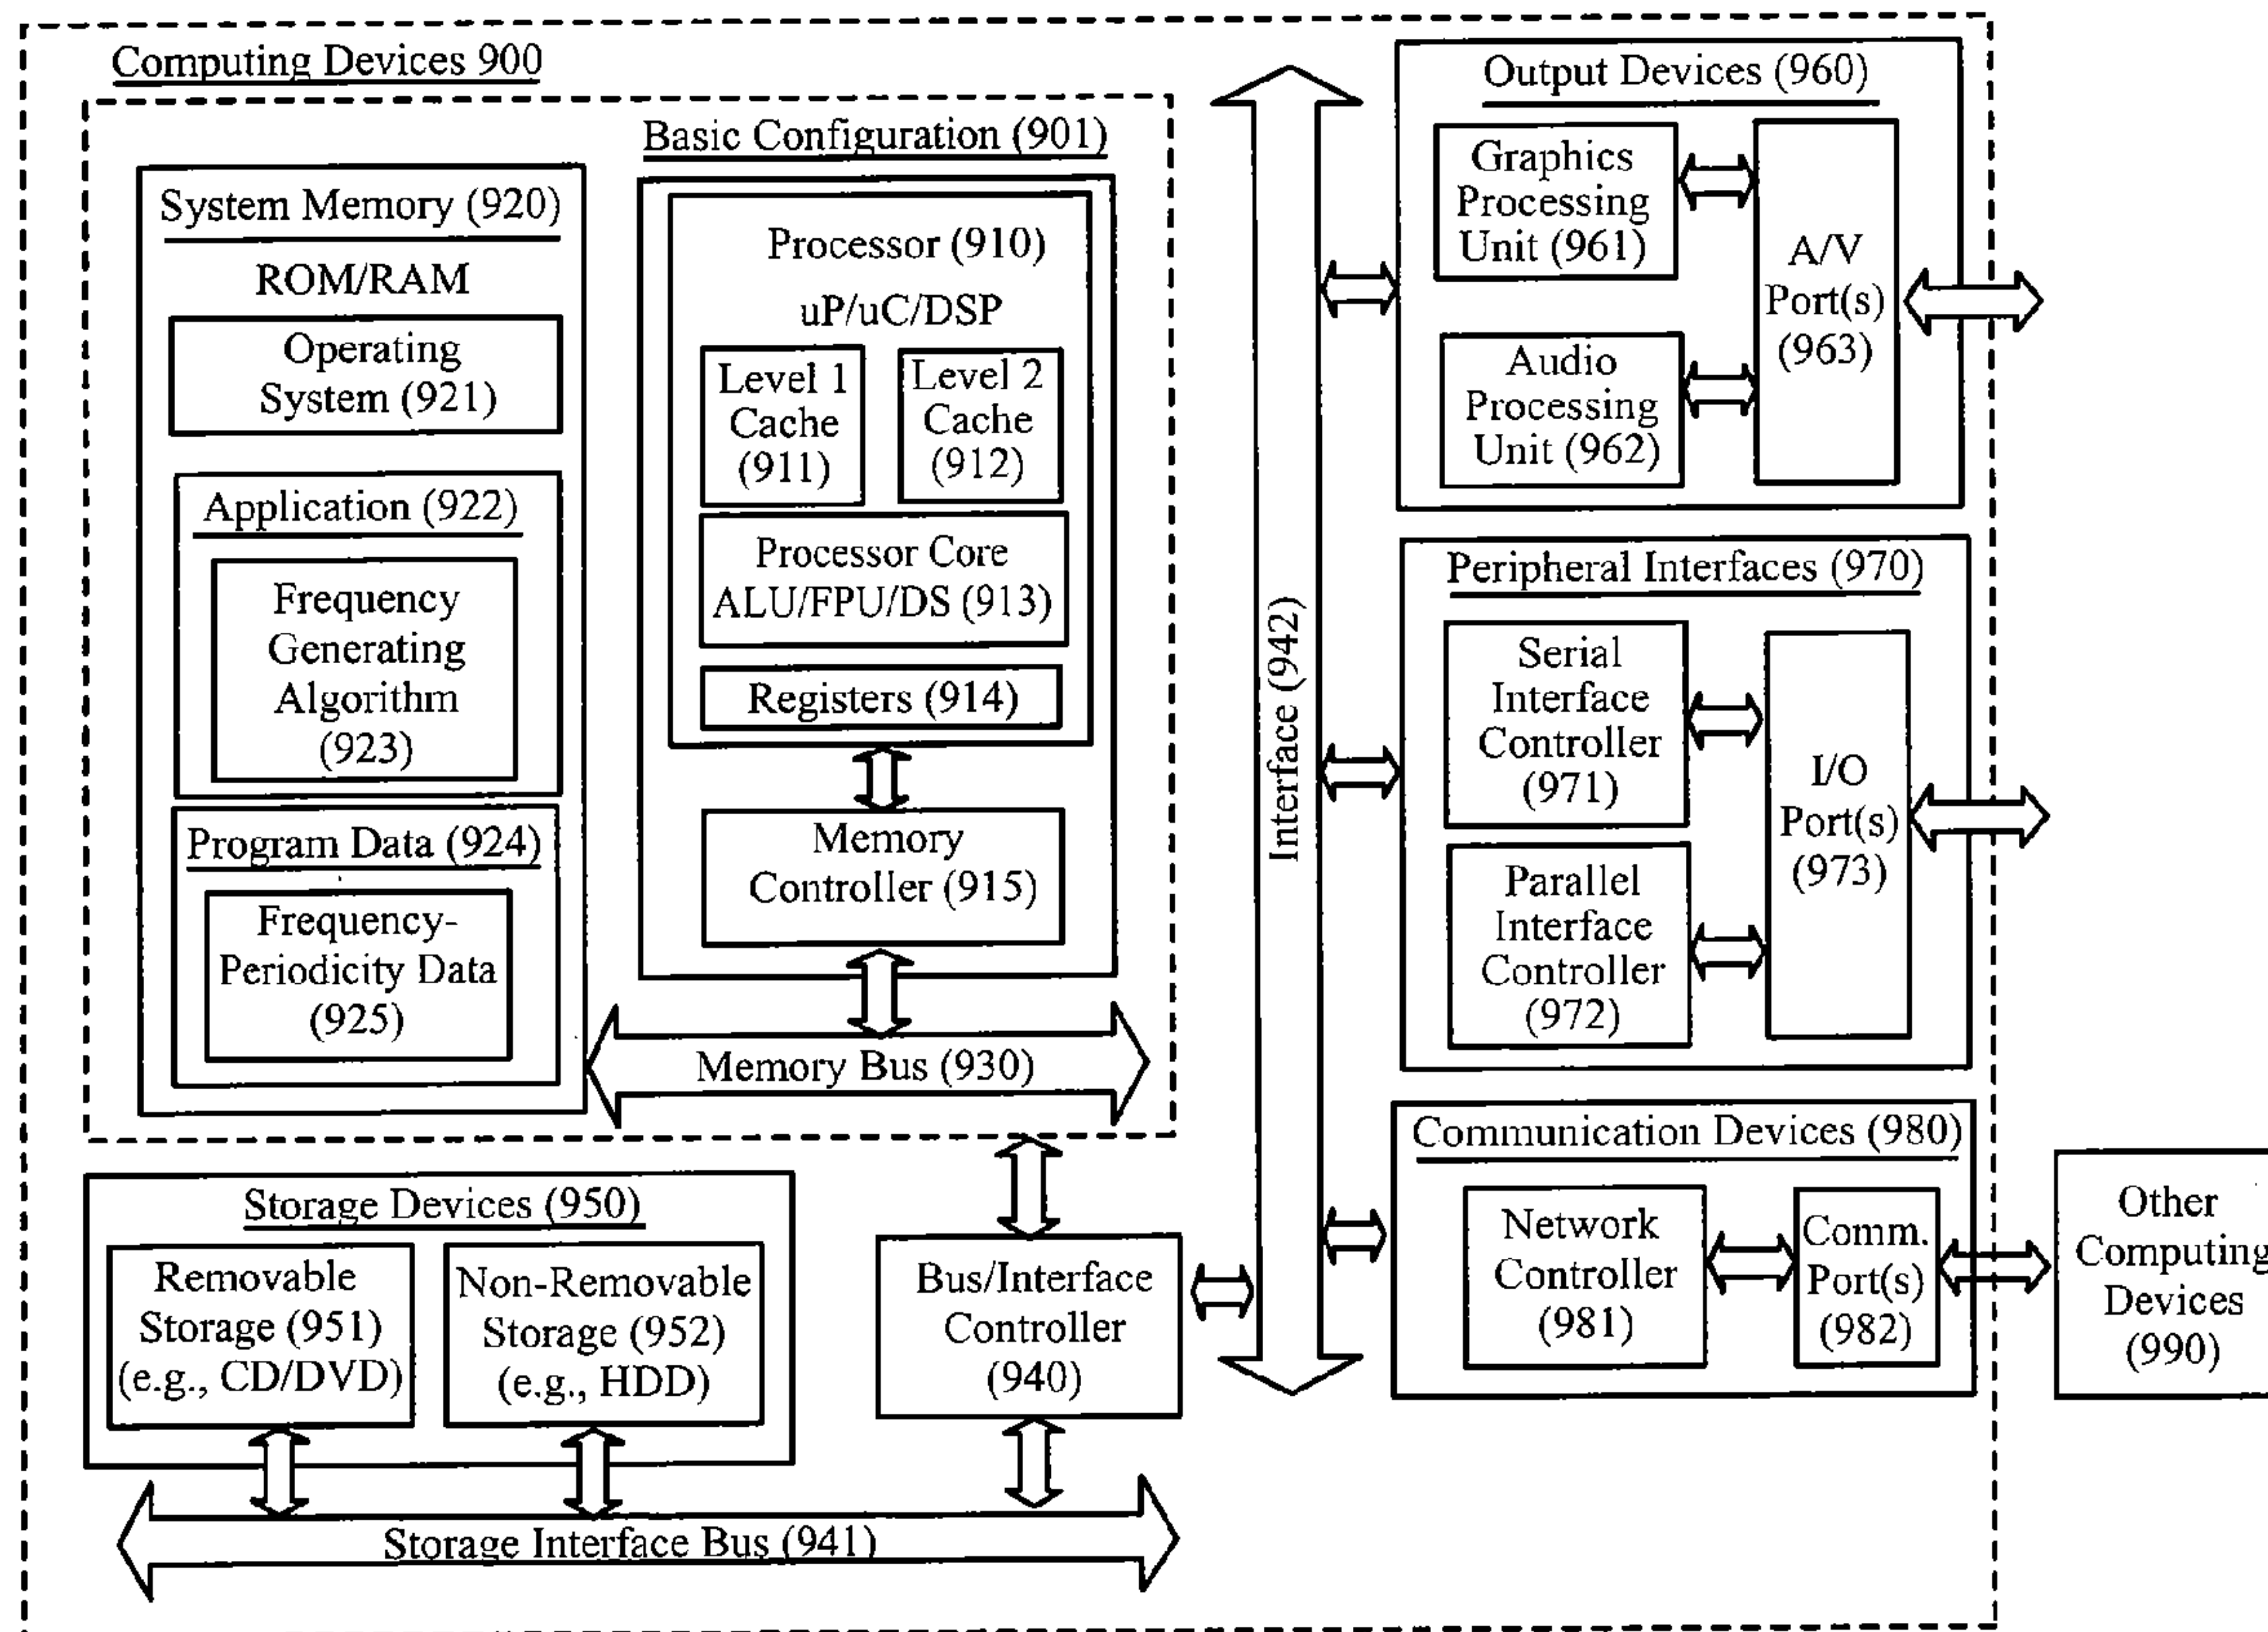 Computing Devices 900
Basic Configuration (901)
System Memory (920)
ROM/RAM
Operating
System (921)
Application (922)
Frequency
Generating
Algorithm
(923)
Program Data (924)
Frequency-
Periodicity Data
(925)
Processor (910)
uP/uC/DSP
Level 1
Cache
(911)
Level 2
Cache
(912)
Processor Core
ALU/FPU/DS (913)
Registers (914)
Memory
Controller (915)
Memory Bus (930)
Storage Devices (950)
Removable
Storage (951)
(e.g., CD/DVD)
Non-Removable
Storage (952)
(e.g., HDD)
Bus/Interface
Controller
(940)
Storage Interface Bus (941)
Interface (942)
Output Devices (960)
Graphics
Processing
Unit (961)
Audio
Processing
Unit (962)
A/V
Port(s)
(963)
Peripheral Interfaces (970)
Serial
Interface
Controller
(971)
Parallel
Interface
Controller
(972)
I/O
Port(s)
(973)
Communication Devices (980)
Network
Controller
(981)
Comm.
Port(s)
(982)
Other
Computing
Devices
(990)